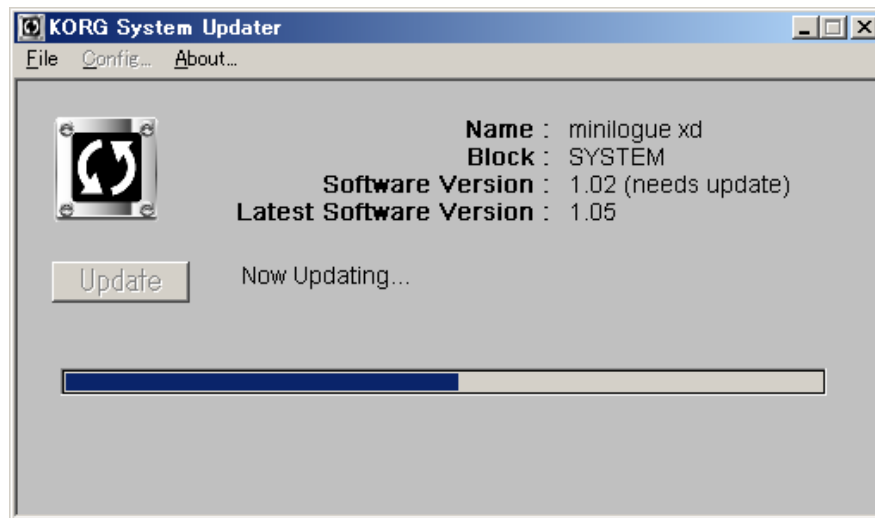 KORG System Updater
File Config... About...
Name : minilogue xd
Block : SYSTEM
Software Version : 1.02 (needs update)
Latest Software Version : 1.05
Update Now Updating...